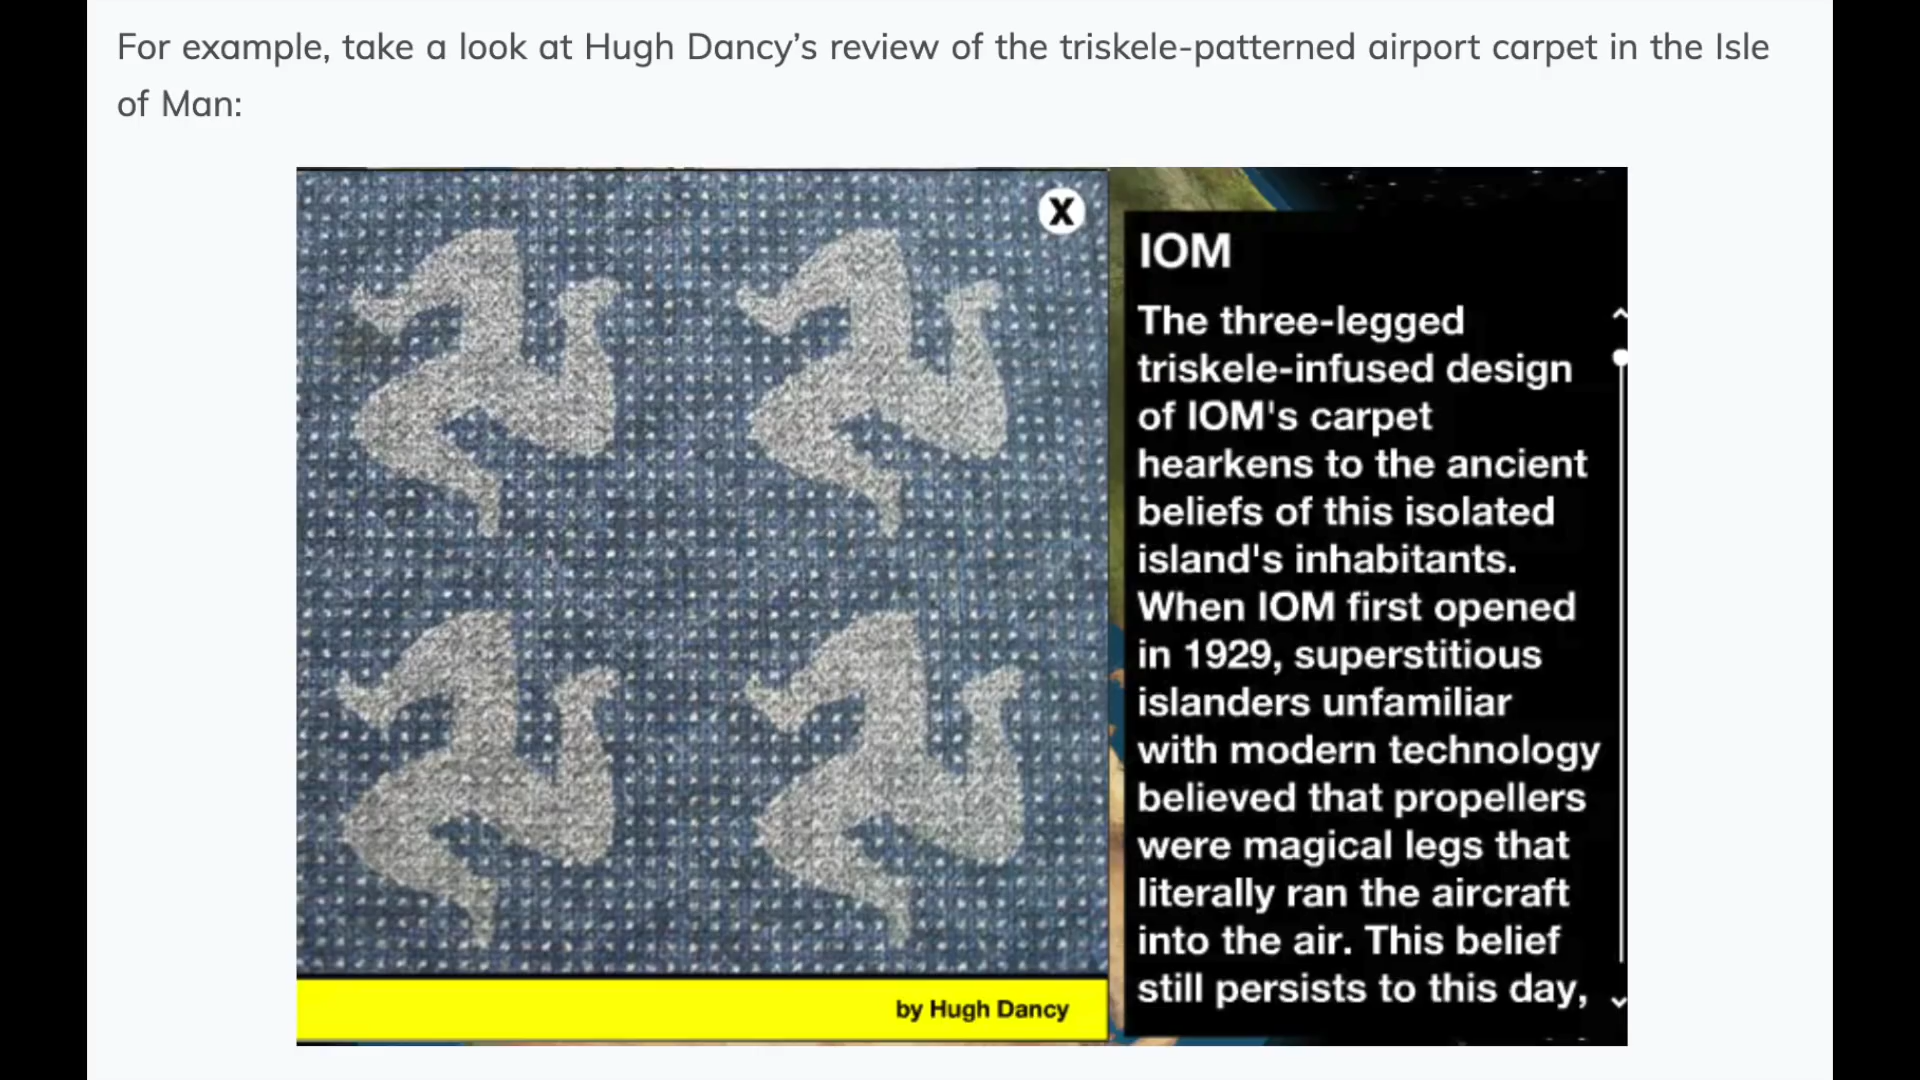 For example, take a look at Hugh Dancy’s review of the triskele-patterned airport carpet in the Isle
of Man:
X
IOM
The three-legged
triskele-infused design
of IOM's carpet
hearkens to the ancient
beliefs of this isolated
island's inhabitants.
When IOM first opened
in 1929, superstitious
islanders unfamiliar
with modern technology
believed that propellers
were magical legs that
literally ran the aircraft
into the air. This belief
still persists to this day,
by Hugh Dancy